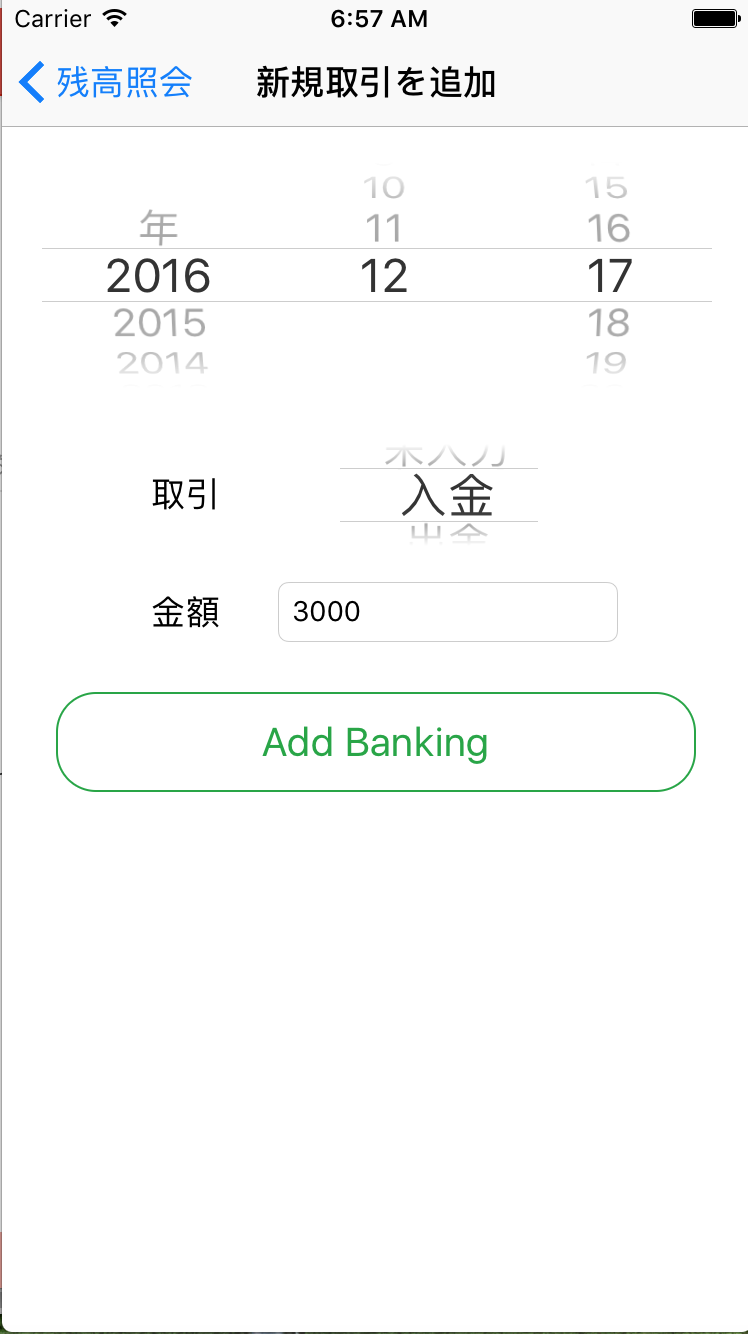 Carrier 6:57 AM
残高照会 新規取引を追加
10 15
年 11 16
2016 12 17
2015 18
2014 19
未入力
取引 入金
出金
金額 3000
Add Banking